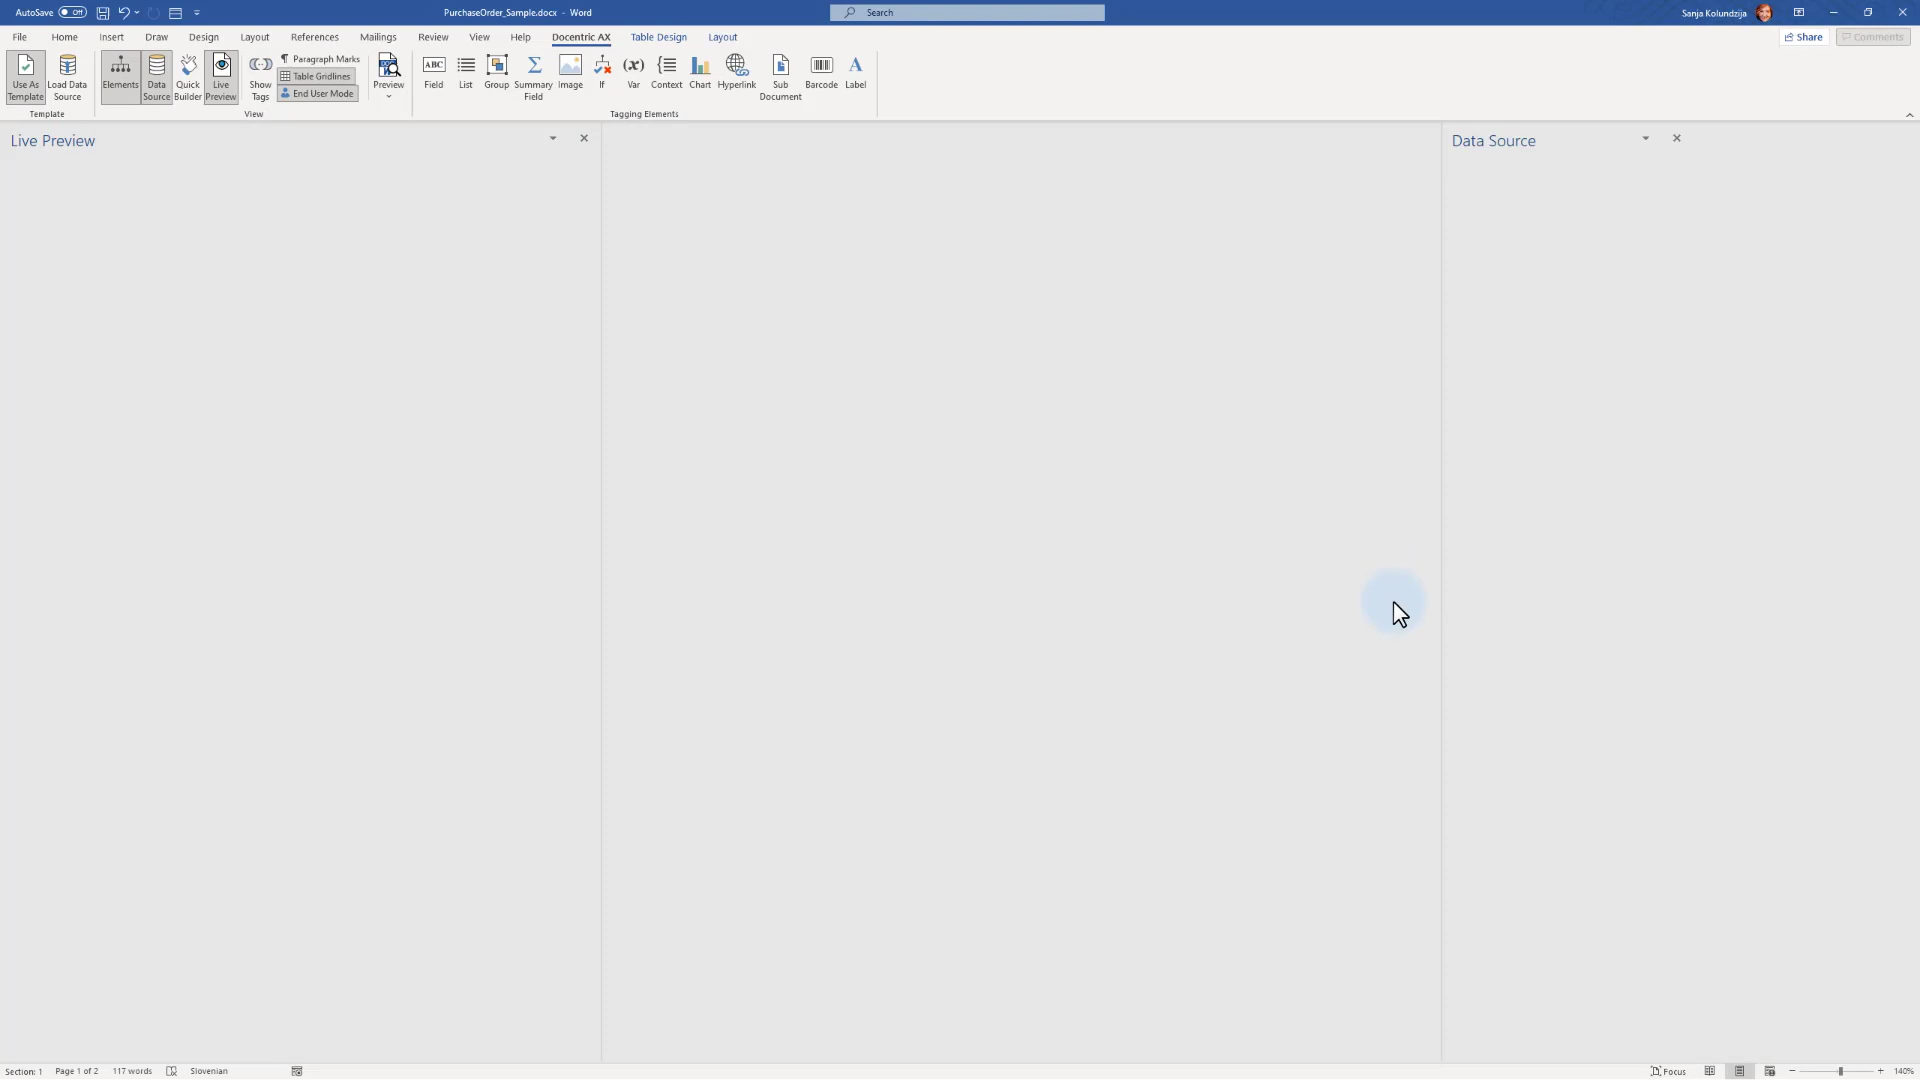 AutoSave Off PurchaseOrder_Sample.docx - Word Search Sanja Kolundzija
File Home Insert Draw Design Layout References Mailings Review View Help Docentric AX Table Design Layout Share Comments
Use As Template
Load Data Source
Template
Elements
Data Source
Quick Builder
Live Preview
Show Tags
Paragraph Marks
Table Gridlines
End User Mode
View
Preview
ABC
Field
List
Group
Summary Field
Image
If
(x)
Var
Context
Chart
Hyperlink
Sub Document
Barcode
A
Label
Tagging Elements
Live Preview
Data Source
Section: 1 Page 1 of 2 117 words Slovenian Focus 140%